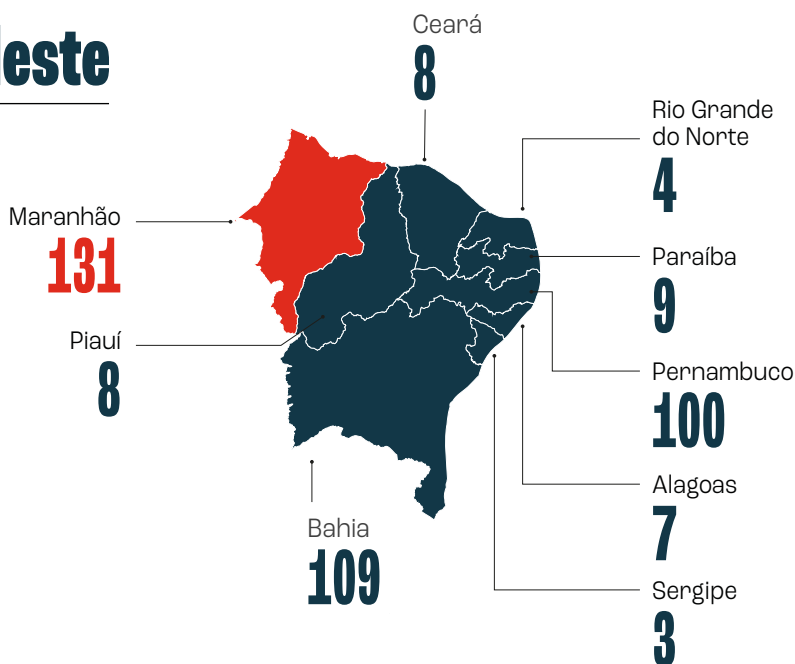 este
Ceará
8
Rio Grande
do Norte
4
Maranhão
131
Paraíba
9
Piauí
8
Pernambuco
100
Alagoas
7
Bahia
109
Sergipe
3